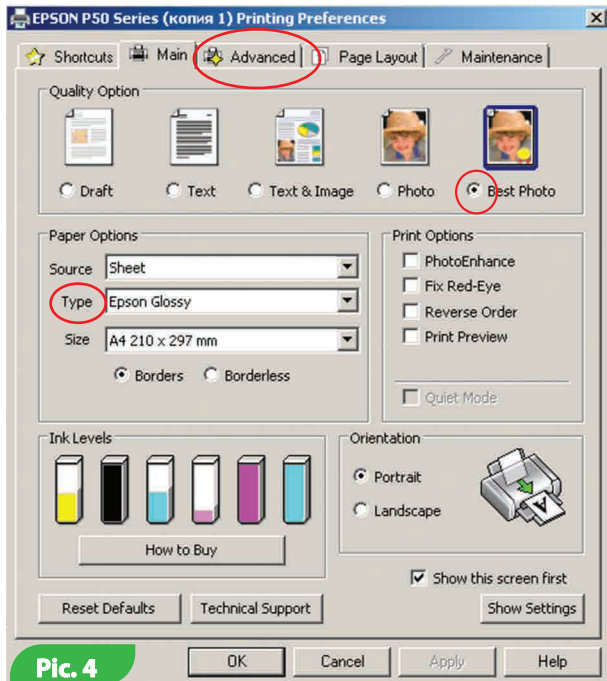 EPSON P50 Series (копия 1) Printing Preferences
Shortcuts Main Advanced Page Layout Maintenance
Quality Option
Draft Text Text & Image Photo Best Photo
Paper Options
Source Sheet
Type Epson Glossy
Size A4 210 x 297 mm
Borders Borderless
Print Options
PhotoEnhance
Fix Red-Eye
Reverse Order
Print Preview
Quiet Mode
Ink Levels
How to Buy
Orientation
Portrait
Landscape
A
Show this screen first
Reset Defaults Technical Support Show Settings
Pic. 4 OK Cancel Apply Help